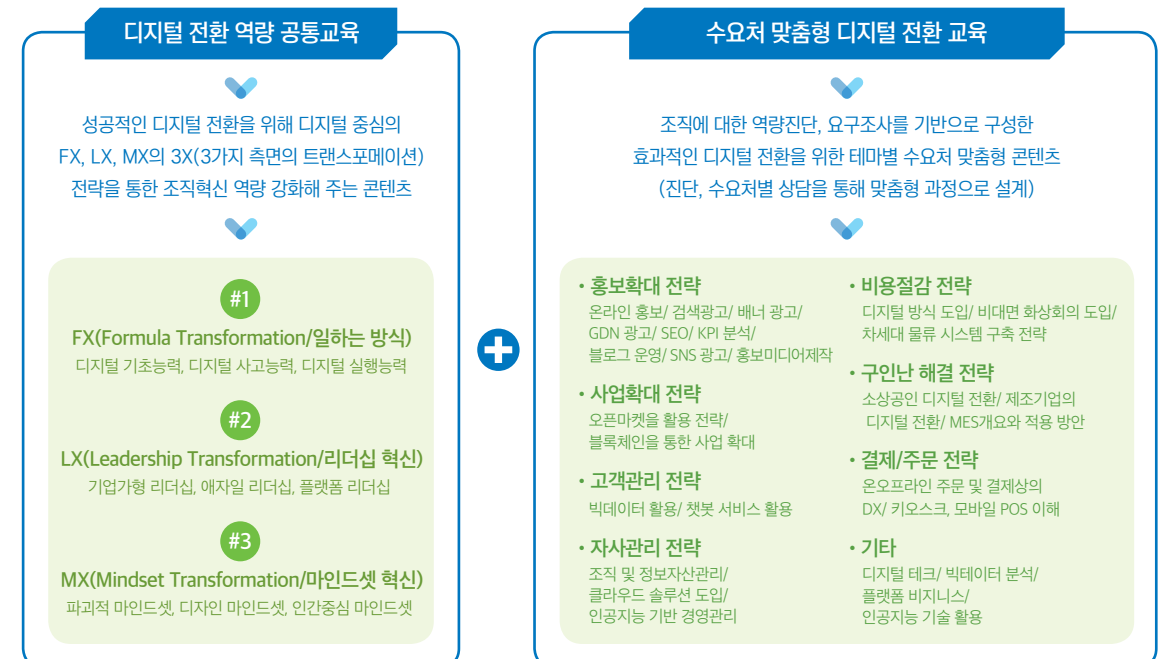 디지털 전환 역량 공통교육
성공적인 디지털 전환을 위해 디지털 중심의
FX, LX, MX의 3X(3가지 측면의 트랜스포메이션)
전략을 통한 조직혁신 역량 강화해 주는 콘텐츠
#1
FX(Formula Transformation/일하는 방식)
디지털 기초능력, 디지털 사고능력, 디지털 실행능력
#2
LX(Leadership Transformation/리더십 혁신)
기업가형 리더십, 애자일 리더십, 플랫폼 리더십
#3
MX(Mindset Transformation/마인드셋 혁신)
파괴적 마인드셋, 디자인 마인드셋, 인간중심 마인드셋
수요처 맞춤형 디지털 전환 교육
조직에 대한 역량진단, 요구조사를 기반으로 구성한
효과적인 디지털 전환을 위한 테마별 수요처 맞춤형 콘텐츠
(진단, 수요처별 상담을 통해 맞춤형 과정으로 설계)
• 홍보확대 전략
온라인 홍보/ 검색광고/ 배너 광고/
GDN 광고/ SEO/ KPI 분석/
블로그 운영/ SNS 광고/ 홍보미디어제작
• 사업확대 전략
오픈마켓을 활용 전략/
블록체인을 통한 사업 확대
• 고객관리 전략
빅데이터 활용/ 챗봇 서비스 활용
• 자사관리 전략
조직 및 정보자산관리/
클라우드 솔루션 도입/
인공지능 기반 경영관리
• 비용절감 전략
디지털 방식 도입/ 비대면 화상회의 도입/
차세대 물류 시스템 구축 전략
• 구인난 해결 전략
소상공인 디지털 전환/ 제조기업의
디지털 전환/ MES개요와 적용 방안
• 결제/주문 전략
온오프라인 주문 및 결제상의
DX/ 키오스크, 모바일 POS 이해
• 기타
디지털 테크/ 빅테이터 분석/
플랫폼 비지니스/
인공지능 기술 활용